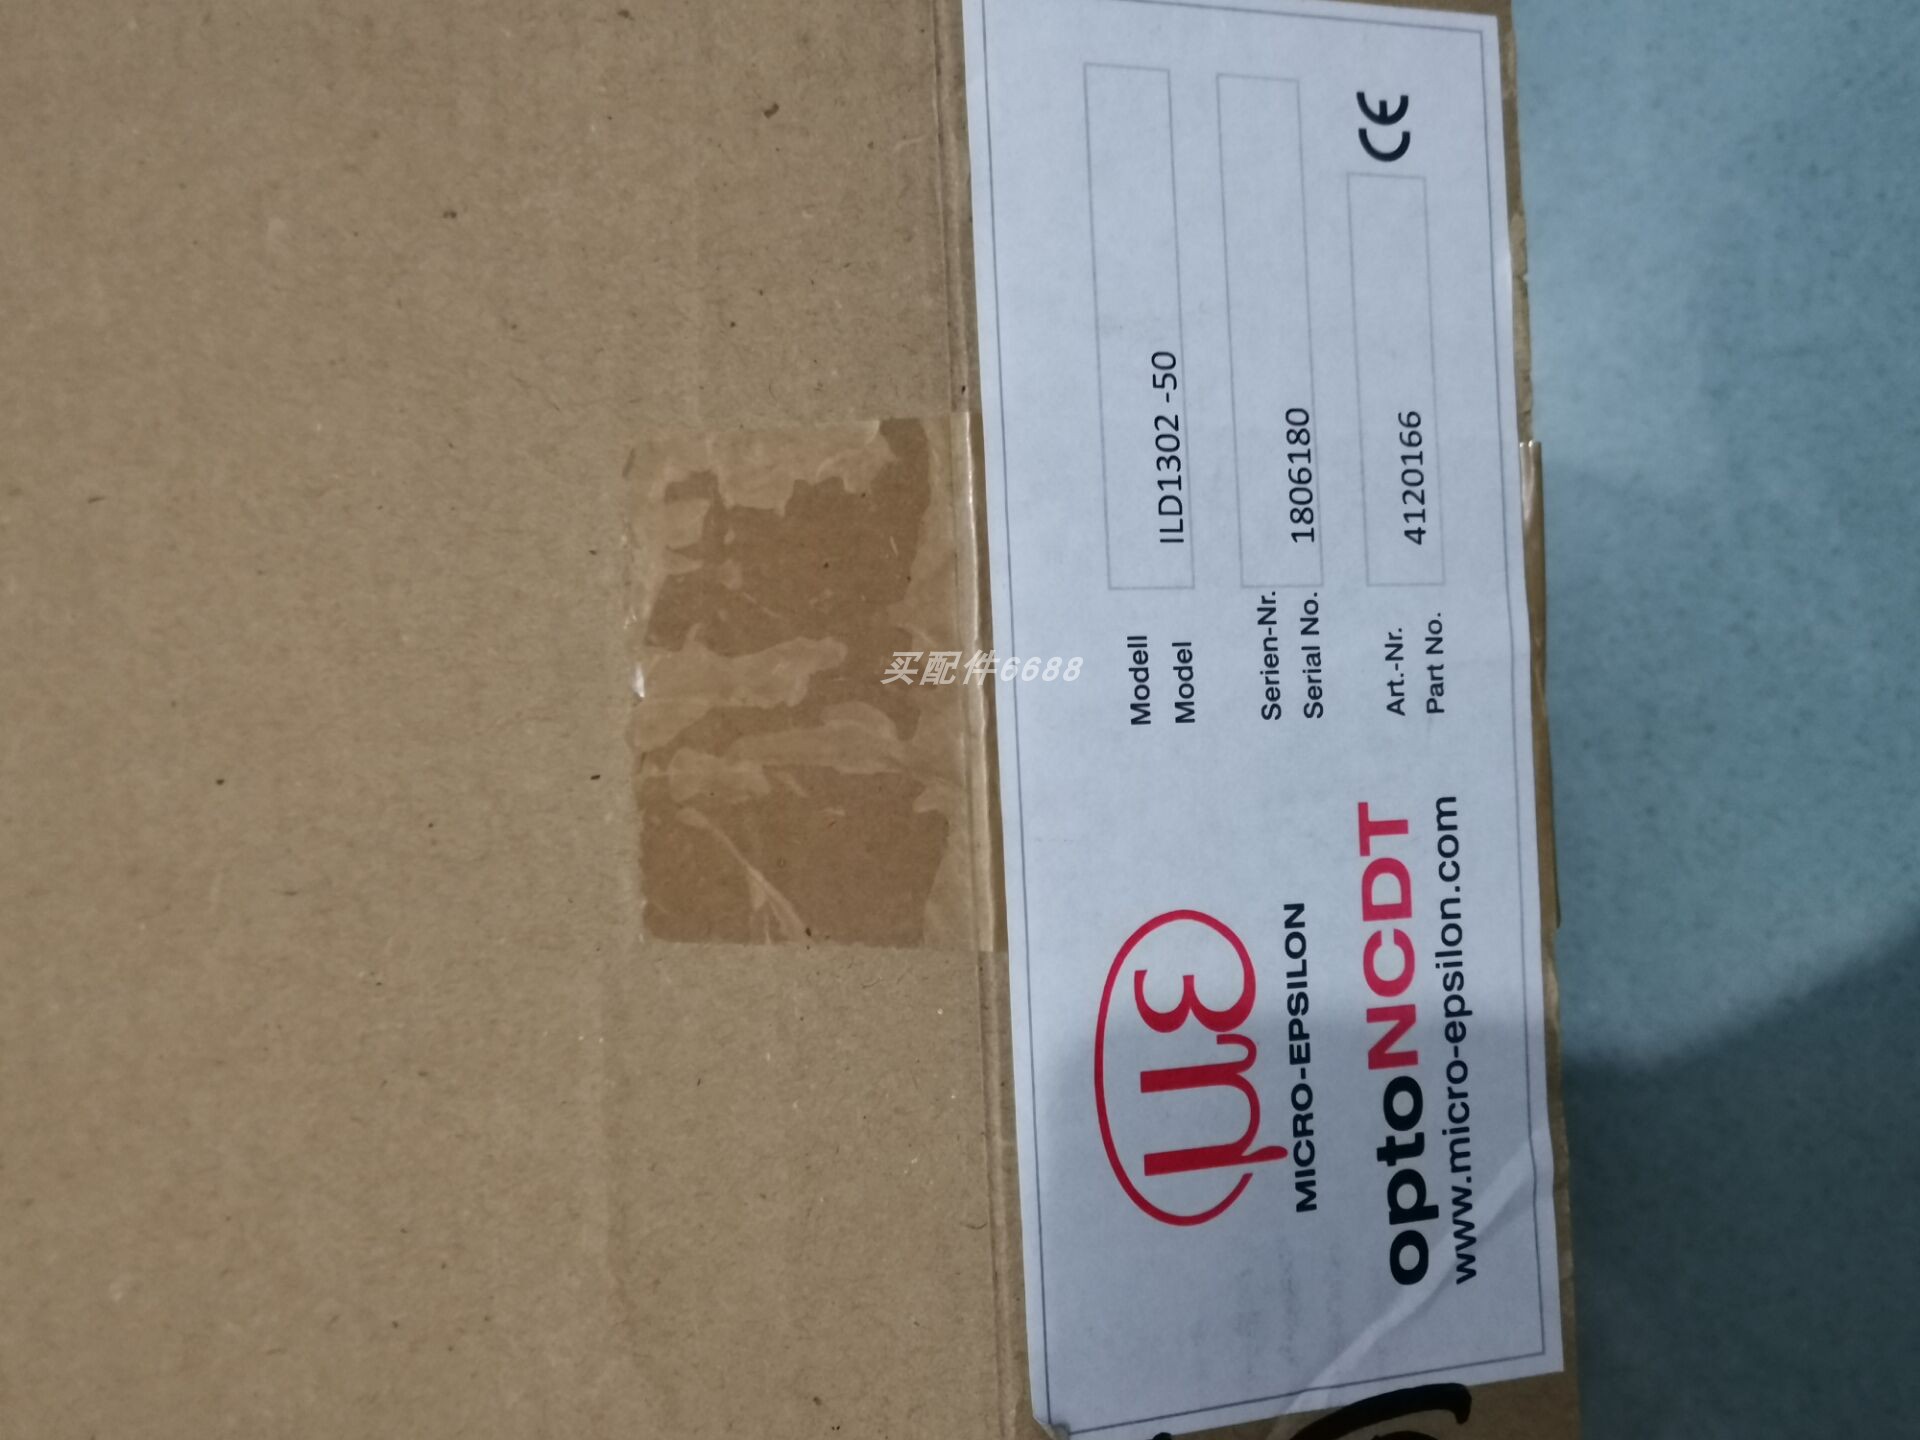 MICRO-EPSILON
optoNCDT
www.micro-epsilon.com
Modell
Model
ILD1302 -50
Serien-Nr.
Serial No.
1806180
Art.-Nr.
Part No.
4120166
CE
买配件6688